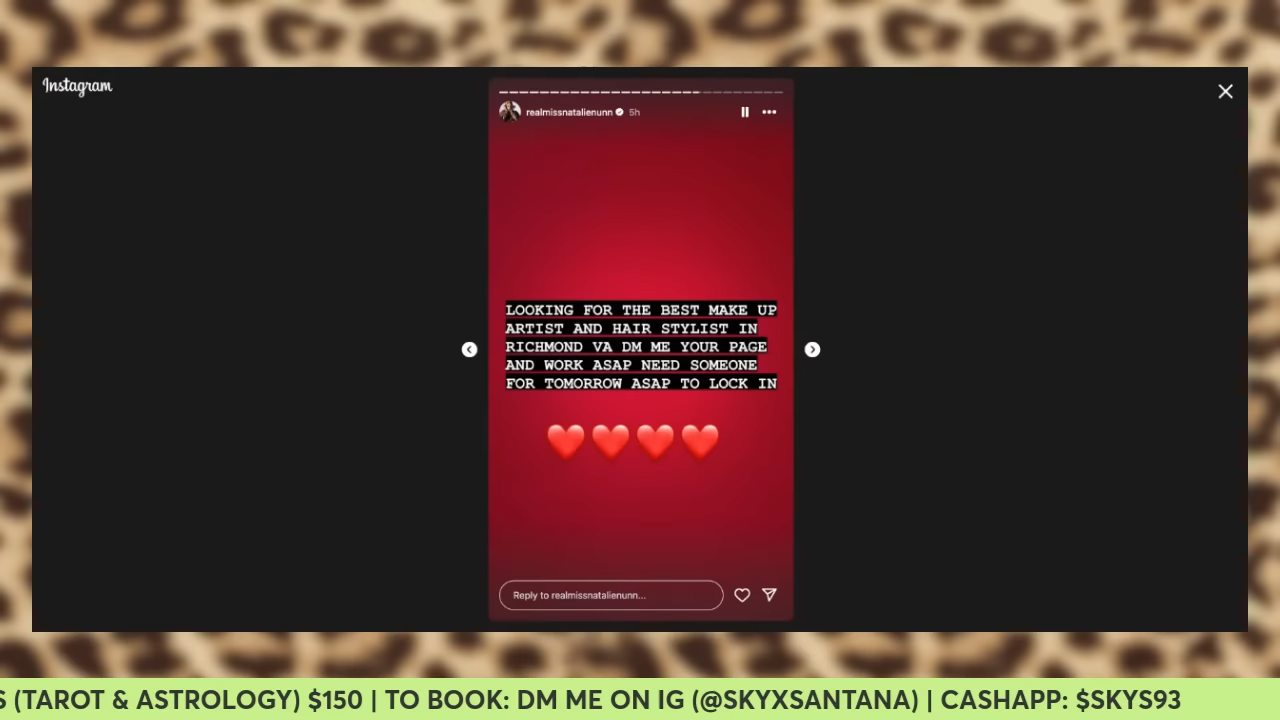 Instagram
realmissnatalienunn 5h
LOOKING FOR THE BEST MAKE UP
ARTIST AND HAIR STYLIST IN
RICHMOND VA DM ME YOUR PAGE
AND WORK ASAP NEED SOMEONE
FOR TOMORROW ASAP TO LOCK IN
Reply to realmissnatalienunn...
S (TAROT & ASTROLOGY) $150 | TO BOOK: DM ME ON IG (@SKYXSANTANA) | CASHAPP: $SKYS93